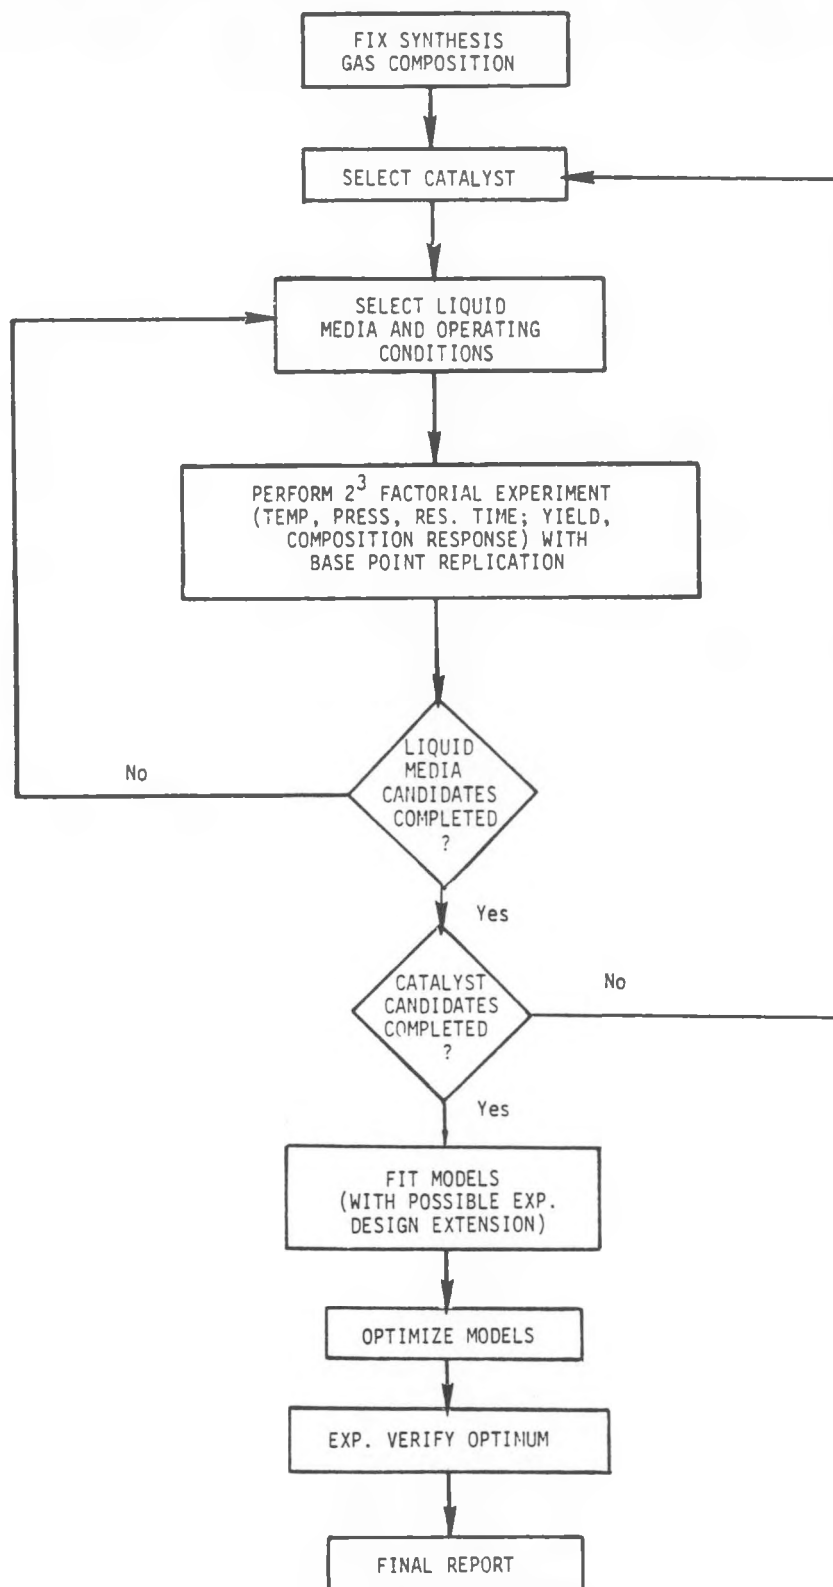 FIX SYNTHESIS
GAS COMPOSITION
SELECT CATALYST
SELECT LIQUID
MEDIA AND OPERATING
CONDITIONS
PERFORM 2³ FACTORIAL EXPERIMENT
(TEMP, PRESS, RES. TIME; YIELD,
COMPOSITION RESPONSE) WITH
BASE POINT REPLICATION
LIQUID
MEDIA
CANDIDATES
COMPLETED
?
No
Yes
CATALYST
CANDIDATES
COMPLETED
?
No
Yes
FIT MODELS
(WITH POSSIBLE EXP.
DESIGN EXTENSION)
OPTIMIZE MODELS
EXP. VERIFY OPTIMUM
FINAL REPORT